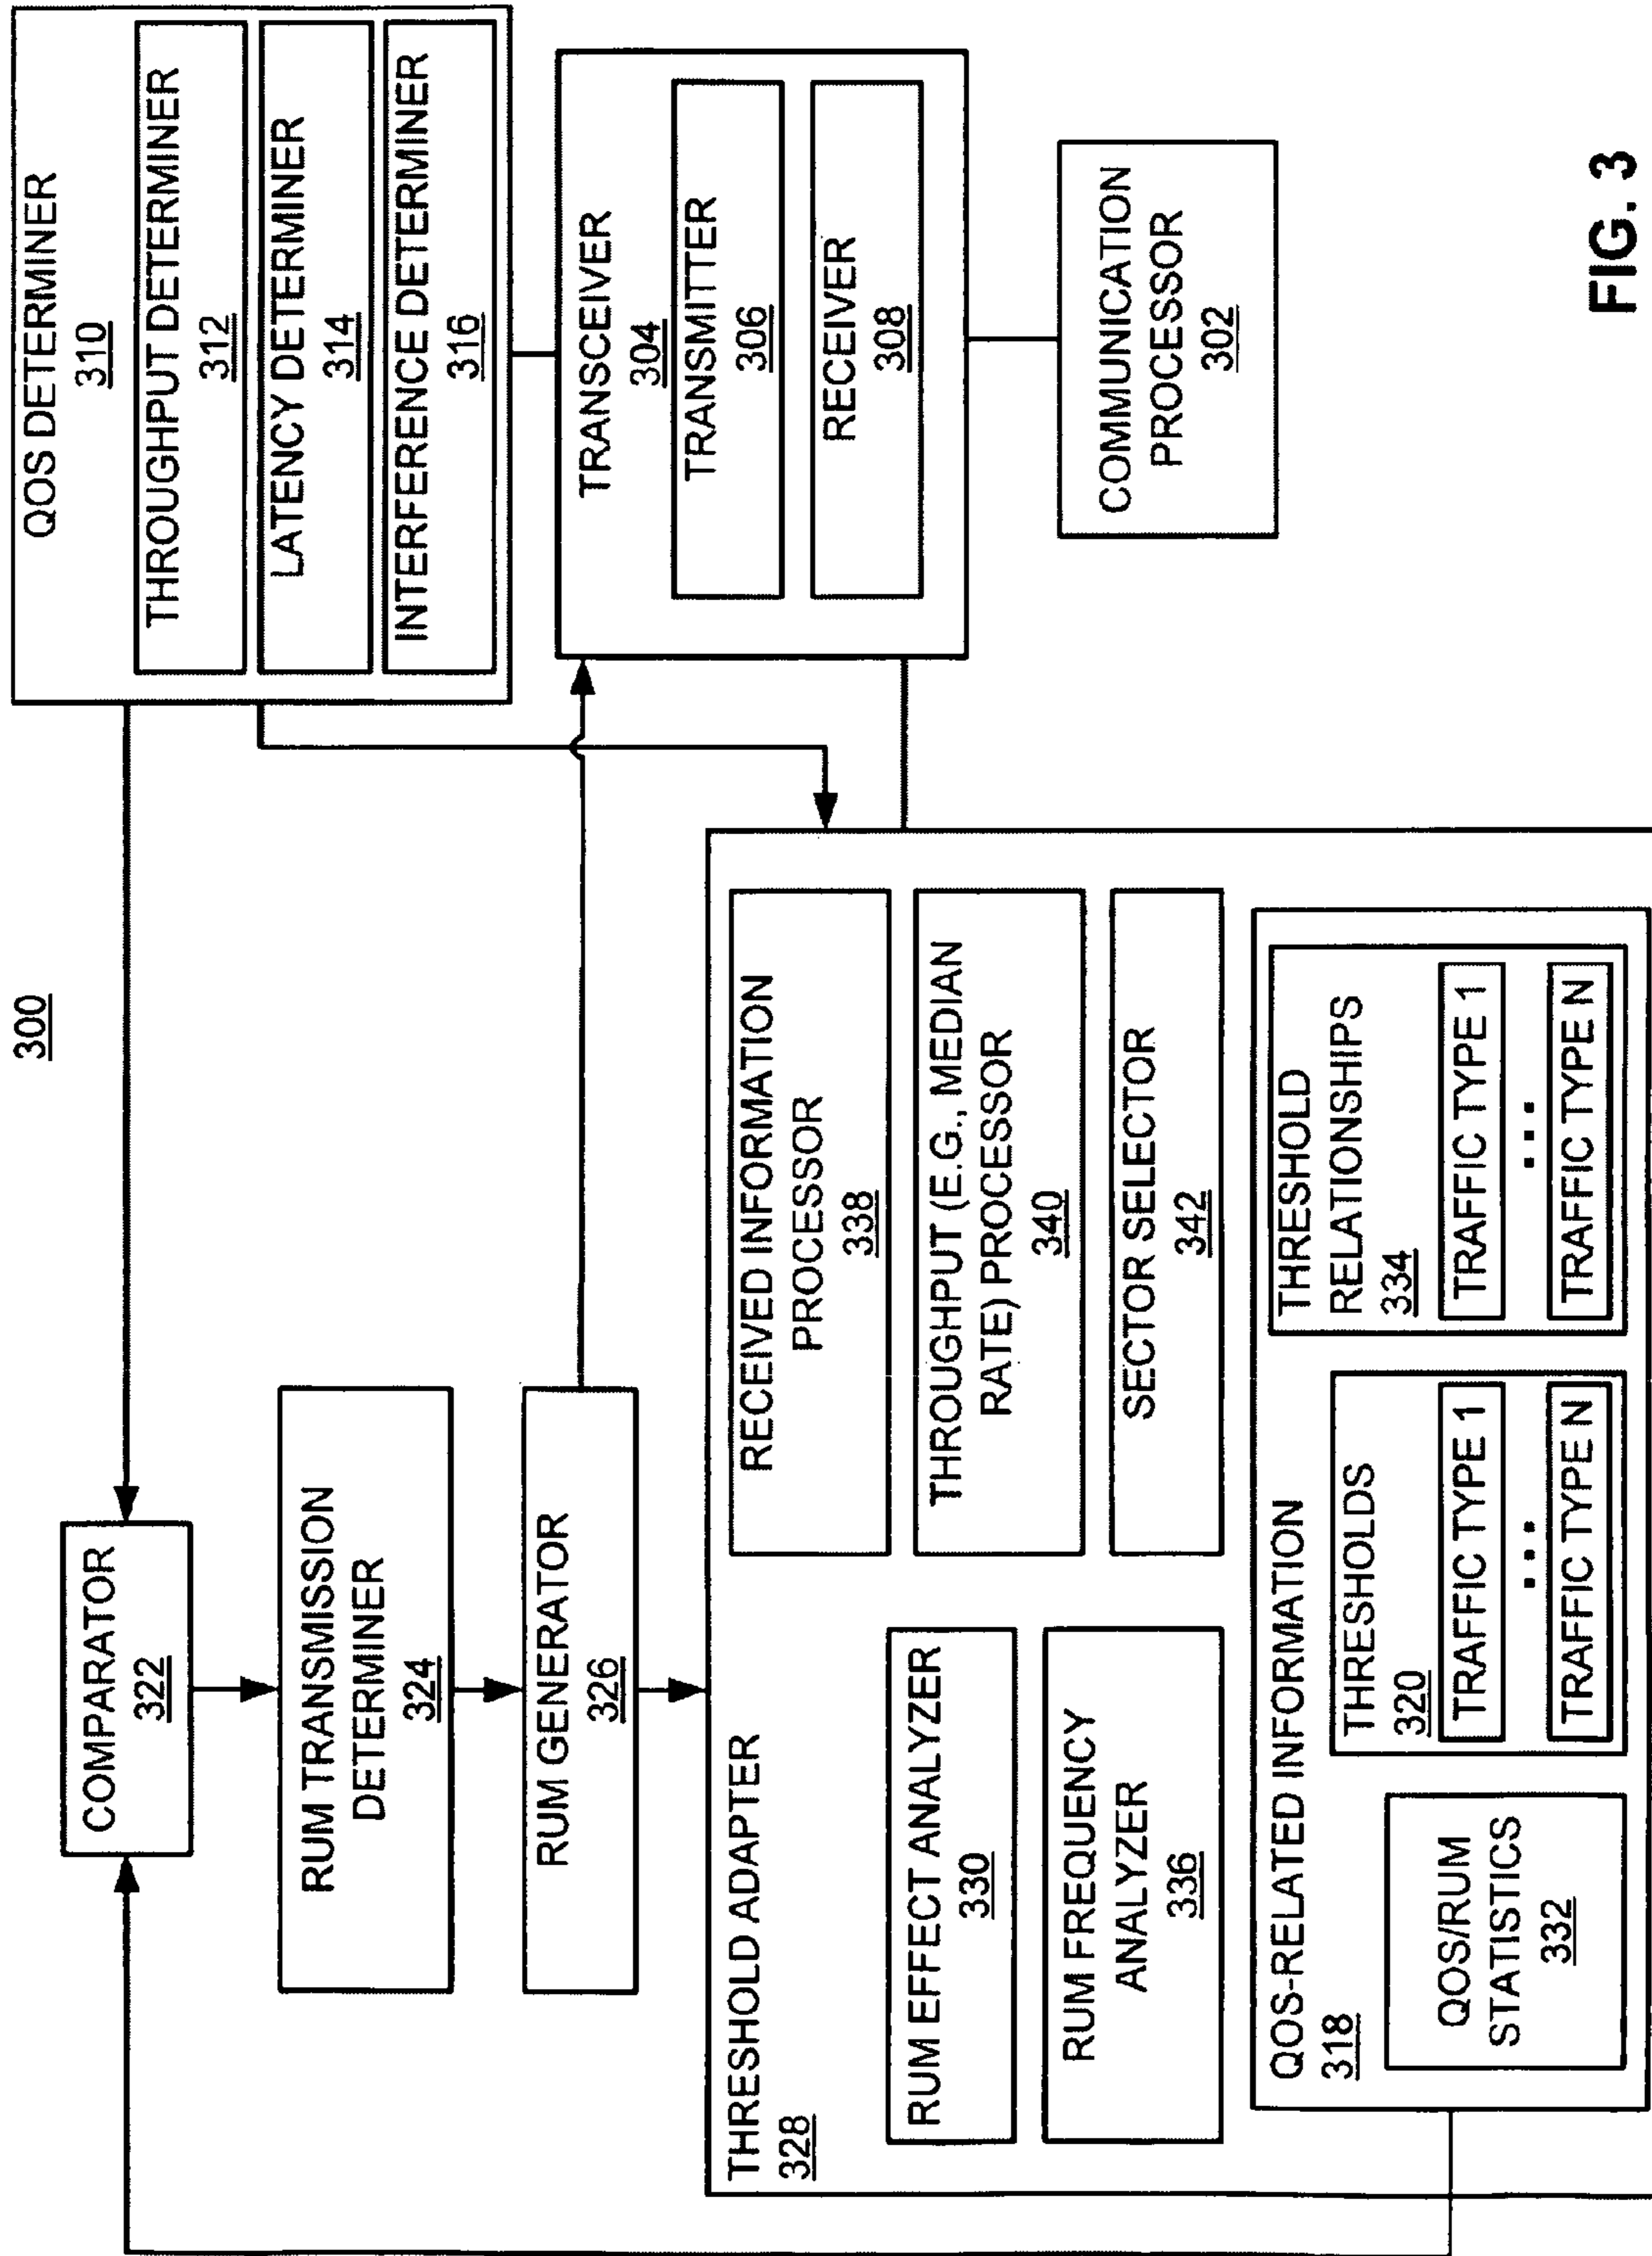 300
QOS DETERMINER
310
THROUGHPUT DETERMINER
312
LATENCY DETERMINER
314
INTERFERENCE DETERMINER
316
TRANSCEIVER
304
TRANSMITTER
306
RECEIVER
308
COMMUNICATION
PROCESSOR
302
COMPARATOR
322
RUM TRANSMISSION
DETERMINER
324
RUM GENERATOR
326
THRESHOLD ADAPTER
328
RUM EFFECT ANALYZER
330
RUM FREQUENCY
ANALYZER
336
RECEIVED INFORMATION
PROCESSOR
338
THROUGHPUT (E.G., MEDIAN
RATE) PROCESSOR
340
SECTOR SELECTOR
342
QOS-RELATED INFORMATION
318
QOS/RUM
STATISTICS
332
THRESHOLDS
320
TRAFFIC TYPE 1
...
TRAFFIC TYPE N
THRESHOLD
RELATIONSHIPS
334
TRAFFIC TYPE 1
...
TRAFFIC TYPE N
FIG. 3